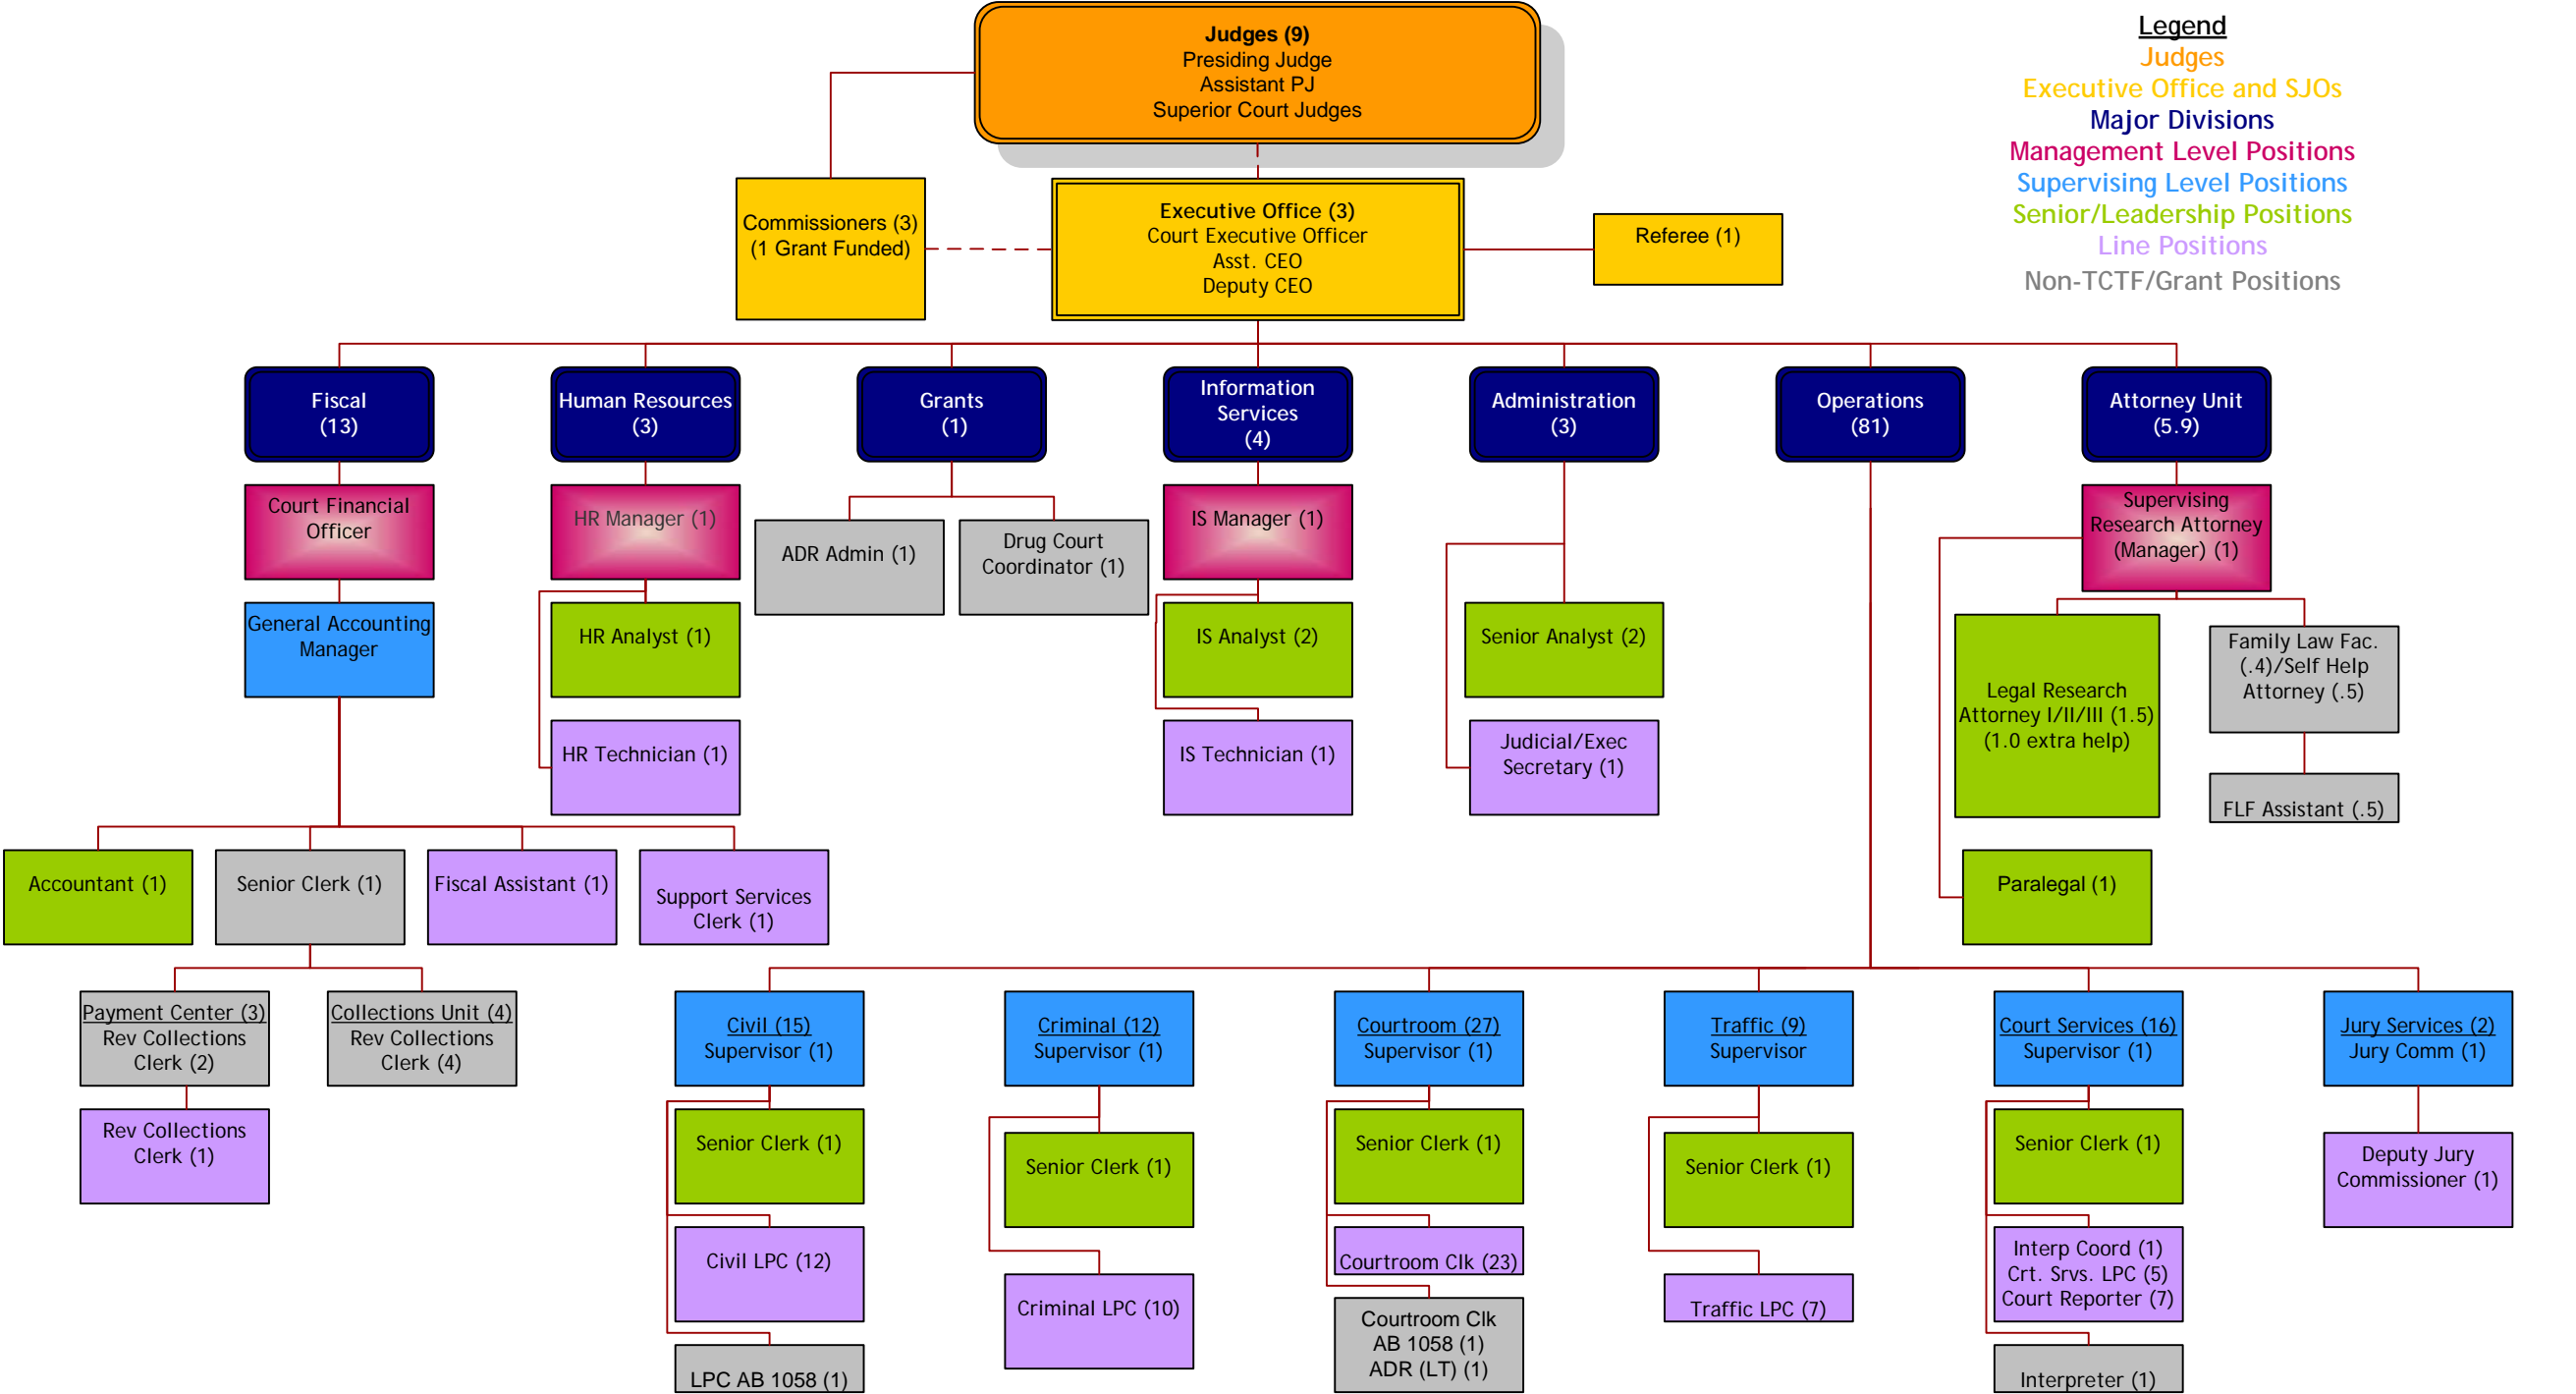 Judges (9)
Presiding Judge
Assistant PJ
Superior Court Judges
Legend
Judges
Executive Office and SJOs
Major Divisions
Management Level Positions
Supervising Level Positions
Senior/Leadership Positions
Line Positions
Non-TCTF/Grant Positions
Commissioners (3)
(1 Grant Funded)
Executive Office (3)
Court Executive Officer
Asst. CEO
Deputy CEO
Referee (1)
Fiscal
(13)
Human Resources
(3)
Grants
(1)
Information
Services
(4)
Administration
(3)
Operations
(81)
Attorney Unit
(5.9)
Court Financial
Officer
HR Manager (1)
ADR Admin (1)
Drug Court
Coordinator (1)
IS Manager (1)
Supervising
Research Attorney
(Manager) (1)
General Accounting
Manager
HR Analyst (1)
IS Analyst (2)
Senior Analyst (2)
Legal Research
Attorney I/II/III (1.5)
(1.0 extra help)
Family Law Fac.
(.4)/Self Help
Attorney (.5)
HR Technician (1)
IS Technician (1)
Judicial/Exec
Secretary (1)
FLF Assistant (.5)
Accountant (1)
Senior Clerk (1)
Fiscal Assistant (1)
Support Services
Clerk (1)
Paralegal (1)
Payment Center (3)
Rev Collections
Clerk (2)
Collections Unit (4)
Rev Collections
Clerk (4)
Civil (15)
Supervisor (1)
Criminal (12)
Supervisor (1)
Courtroom (27)
Supervisor (1)
Traffic (9)
Supervisor
Court Services (16)
Supervisor (1)
Jury Services (2)
Jury Comm (1)
Rev Collections
Clerk (1)
Senior Clerk (1)
Senior Clerk (1)
Senior Clerk (1)
Senior Clerk (1)
Senior Clerk (1)
Deputy Jury
Commissioner (1)
Civil LPC (12)
Criminal LPC (10)
Courtroom Clk (23)
Traffic LPC (7)
Interp Coord (1)
Crt. Srvs. LPC (5)
Court Reporter (7)
LPC AB 1058 (1)
Courtroom Clk
AB 1058 (1)
ADR (LT) (1)
Interpreter (1)